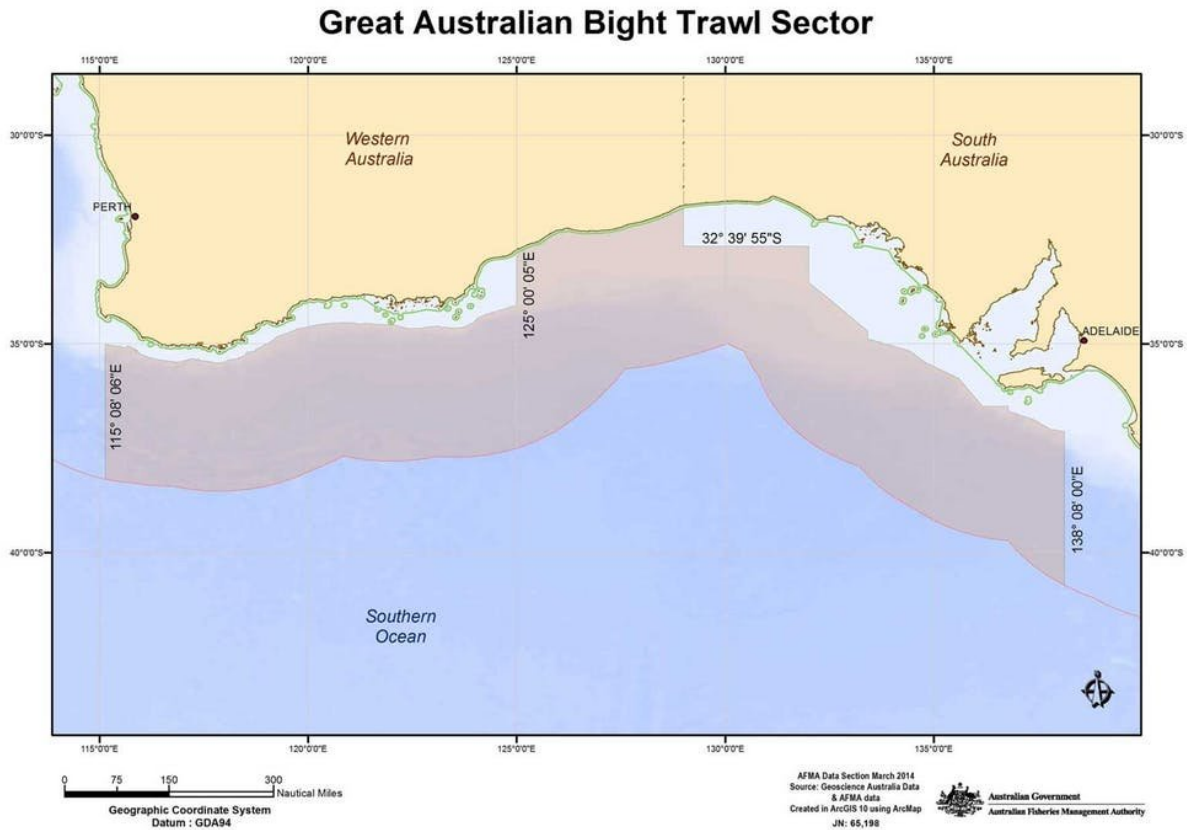 Great Australian Bight Trawl Sector
115°0'0"E
120°0'0"E
125°0'0"E
130°0'0"E
135°0'0"E
30°0'0"S
30°0'0"S
Western
Australia
South
Australia
PERTH
32° 39' 55"S
125° 00' 05"E
ADELAIDE
35°0'0"S
35°0'0"S
115° 08' 06"E
138° 08' 00"E
40°0'0"S
40°0'0"S
Southern
Ocean
115°0'0"E
120°0'0"E
125°0'0"E
130°0'0"E
135°0'0"E
0 75 150 300
Nautical Miles
Geographic Coordinate System
Datum : GDA94
AFMA Data Section March 2014
Source: Geoscience Australia Data
& AFMA data
Created in ArcGIS 10 using ArcMap
JN: 65,198
Australian Government
Australian Fisheries Management Authority